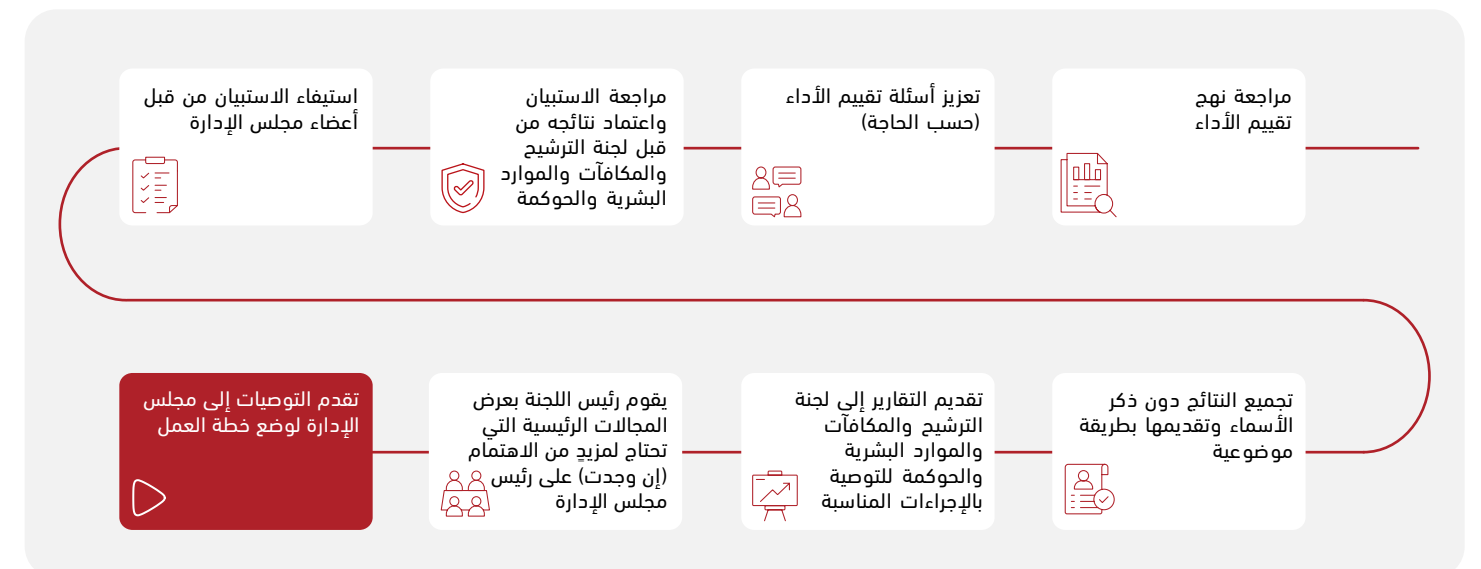 مراجعة نهج
تقييم الأداء
تعزيز أسئلة تقييم الأداء
(حسب الحاجة)
مراجعة الاستبيان
واعتماد نتائجه من
قبل لجنة الترشيح
والمكافآت والموارد
البشرية والحوكمة
استيفاء الاستبيان من قبل
أعضاء مجلس الإدارة
تجميع النتائج دون ذكر
الأسماء وتقديمها بطريقة
موضوعية
تقديم التقارير إلى لجنة
الترشيح والمكافآت
والموارد البشرية
والحوكمة للتوصية
بالإجراءات المناسبة
يقوم رئيس اللجنة بعرض
المجالات الرئيسية التي
تحتاج لمزيدٍ من الاهتمام
(إن وجدت) على رئيس
مجلس الإدارة
تقدم التوصيات إلى مجلس
الإدارة لوضع خطة العمل